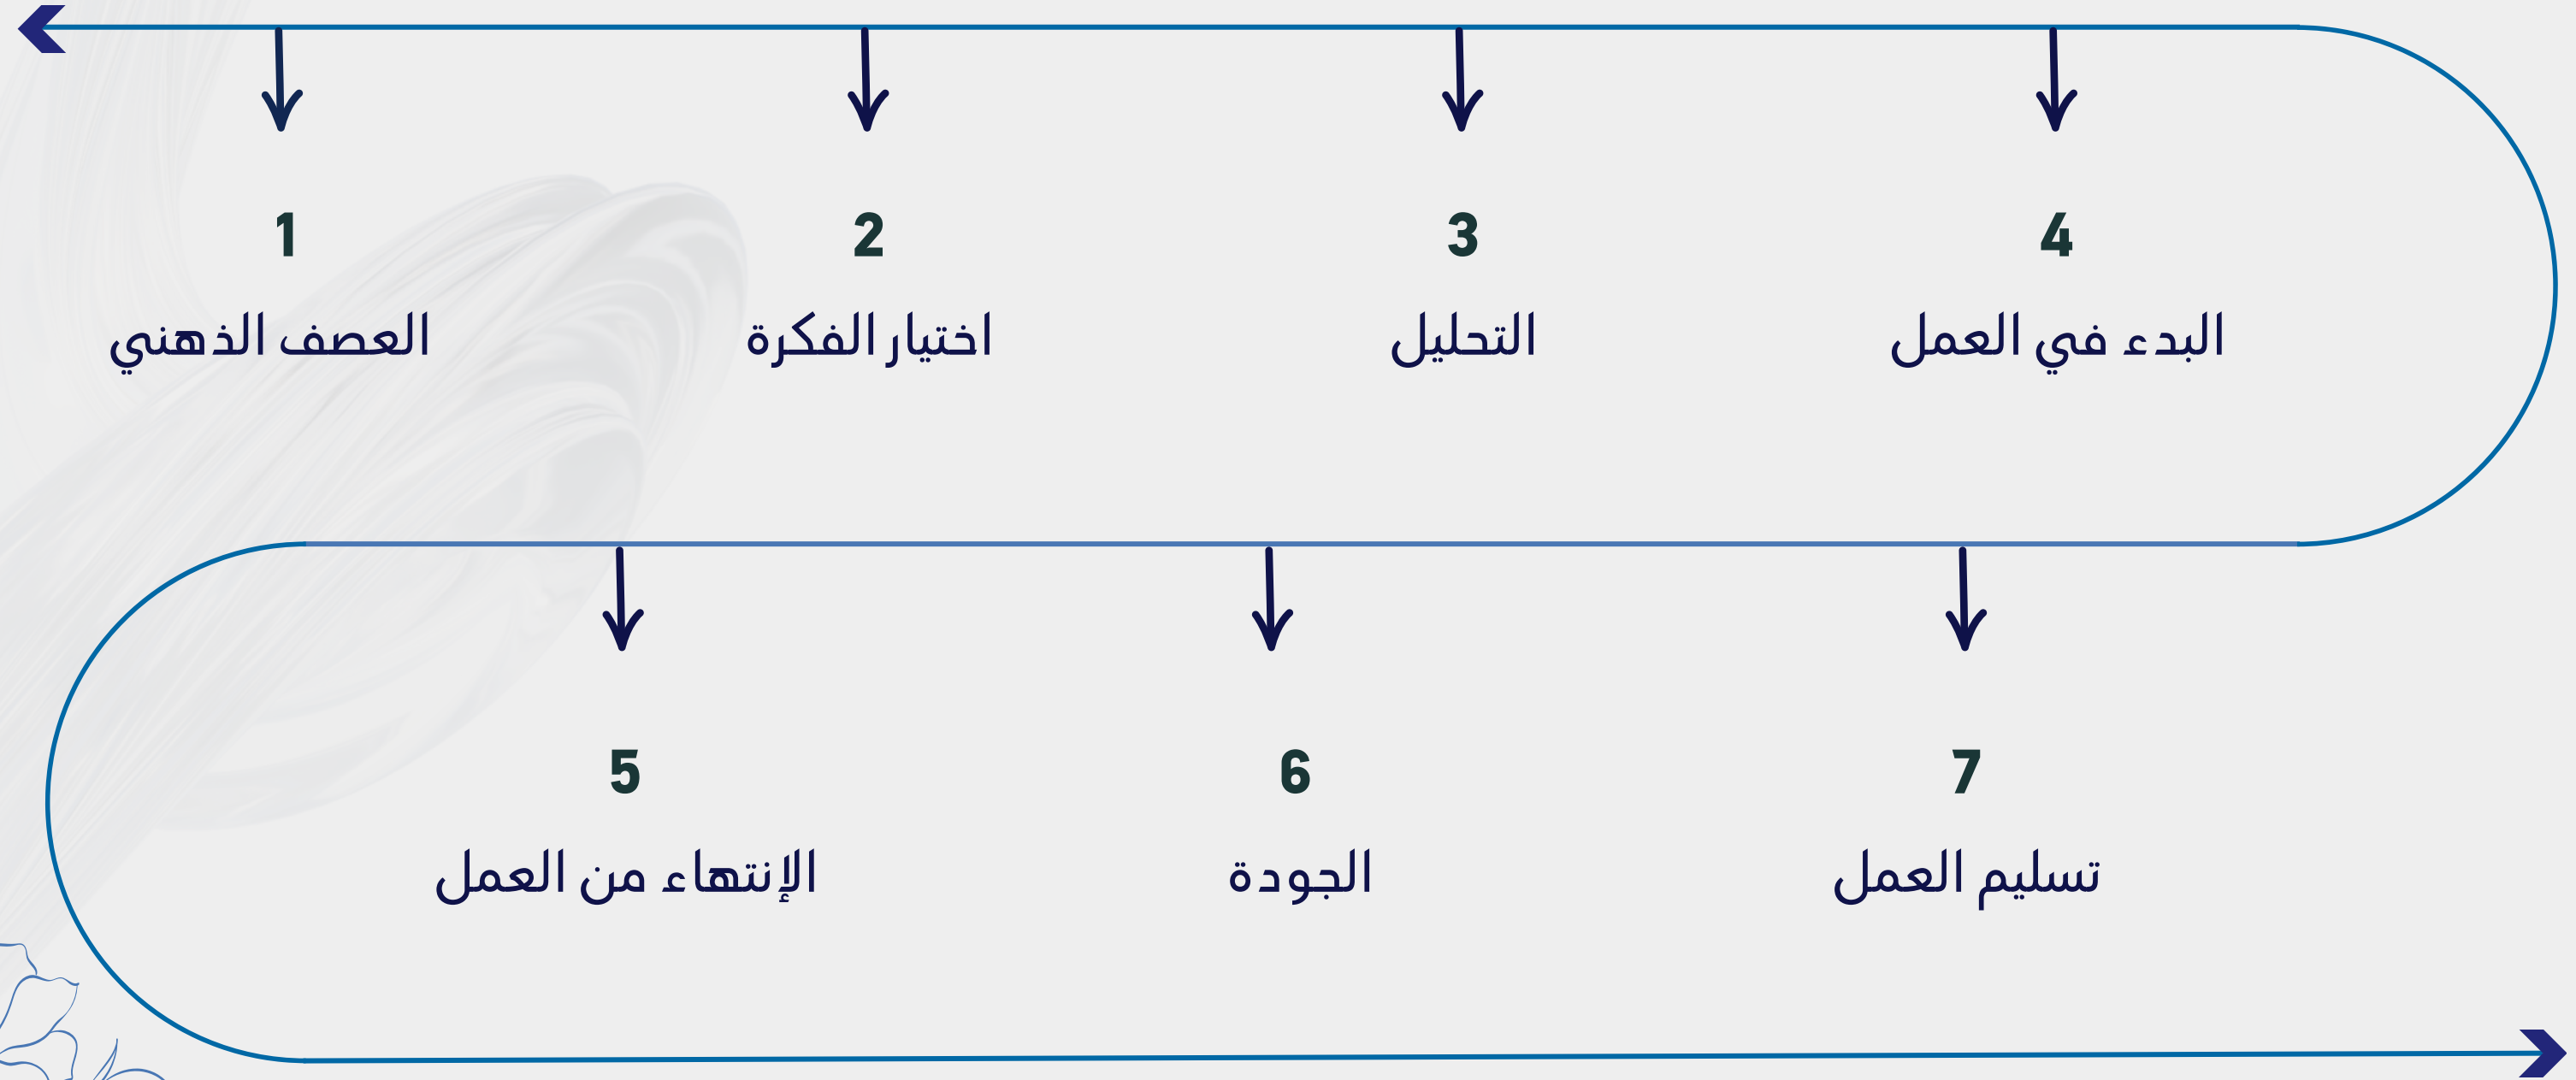 1
العصف الذهني
2
اختيار الفكرة
3
التحليل
4
البدء في العمل
5
الإنتهاء من العمل
6
الجودة
7
تسليم العمل